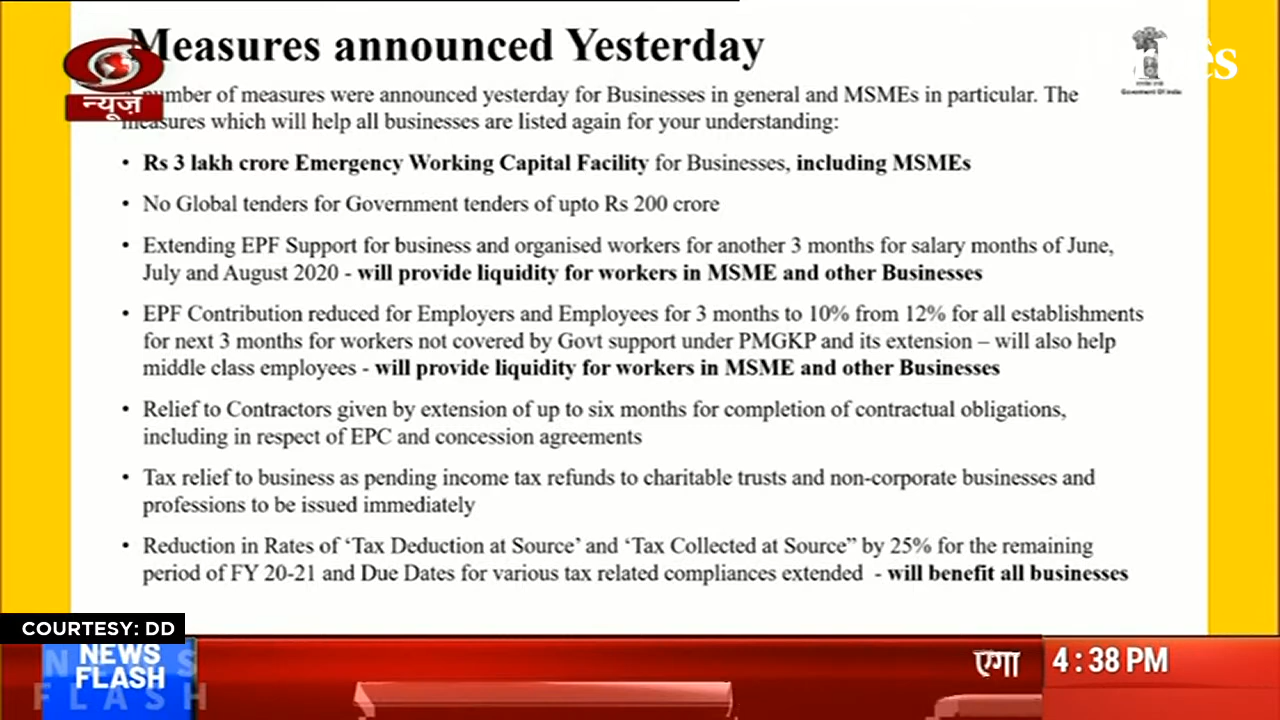 Measures announced Yesterday
न्यूज़
number of measures were announced yesterday for Businesses in general and MSMEs in particular. The
measures which will help all businesses are listed again for your understanding:
• Rs 3 lakh crore Emergency Working Capital Facility for Businesses, including MSMEs
• No Global tenders for Government tenders of upto Rs 200 crore
• Extending EPF Support for business and organised workers for another 3 months for salary months of June,
July and August 2020 - will provide liquidity for workers in MSME and other Businesses
• EPF Contribution reduced for Employers and Employees for 3 months to 10% from 12% for all establishments
for next 3 months for workers not covered by Govt support under PMGKP and its extension – will also help
middle class employees - will provide liquidity for workers in MSME and other Businesses
• Relief to Contractors given by extension of up to six months for completion of contractual obligations,
including in respect of EPC and concession agreements
• Tax relief to business as pending income tax refunds to charitable trusts and non-corporate businesses and
professions to be issued immediately
• Reduction in Rates of ‘Tax Deduction at Source’ and ‘Tax Collected at Source” by 25% for the remaining
period of FY 20-21 and Due Dates for various tax related compliances extended - will benefit all businesses
Government Of India
COURTESY: DD
NEWS
FLASH
एगा
4:38 PM